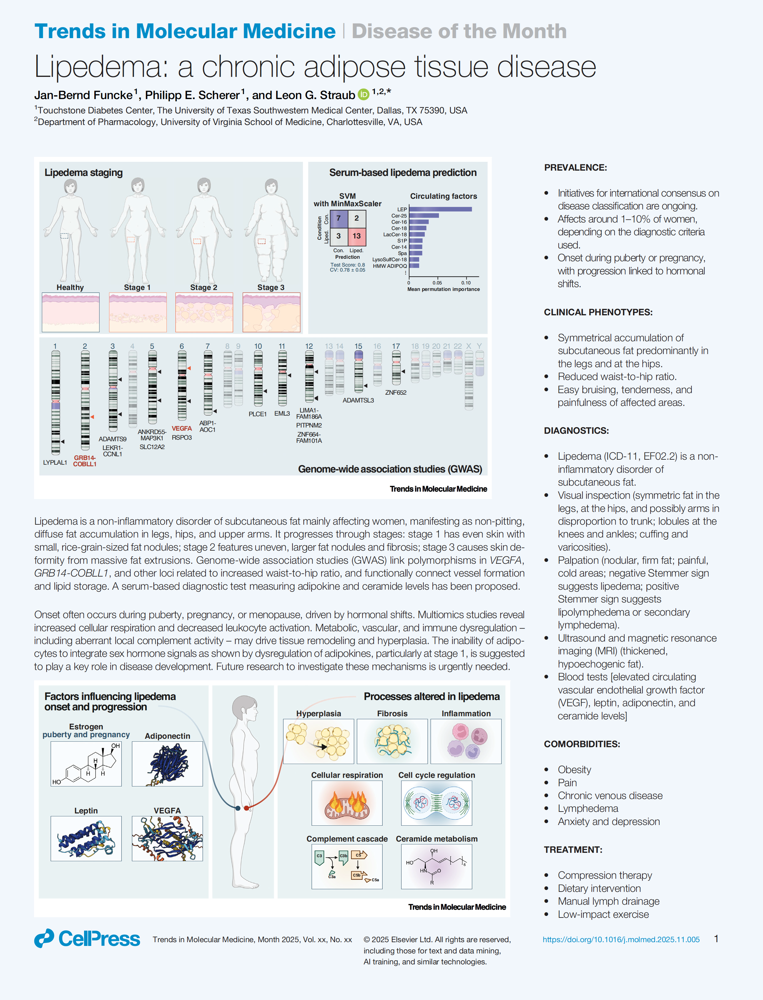 Trends in Molecular Medicine | Disease of the Month
Lipedema: a chronic adipose tissue disease
Jan-Bernd Funcke1, Philipp E. Scherer1, and Leon G. Straub iD 1,2,*
1Touchstone Diabetes Center, The University of Texas Southwestern Medical Center, Dallas, TX 75390, USA
2Department of Pharmacology, University of Virginia School of Medicine, Charlottesville, VA, USA
Lipedema staging
Healthy
Stage 1
Stage 2
Stage 3
Serum-based lipedema prediction
SVM
with MinMaxScaler
Condition
Con.
Liped.
7
2
3
13
Con. Liped.
Prediction
Test Score: 0.8
CV: 0.78 ± 0.05
Circulating factors
LEP
Cer-25
Cer-16
Cer-18
LacCer-18
S1P
Cer-14
Spa
LysoSulfCer-18
HMW ADIPOQ
⋮
0 0.05 0.10
Mean permutation importance
1 2 3 4 5 6 7 8 9 10 11 12 13 14 15 16 17 18 19 20 21 22 X Y
LYPLAL1
GRB14-
COBLL1
ADAMTS9
LEKR1-
CCNL1
ANKRD55-
MAP3K1
SLC12A2
VEGFA
RSPO3
ABP1-
AOC1
PLCE1
EML3
LIMA1-
FAM186A
PITPNM2
ZNF664-
FAM101A
ADAMTSL3
ZNF652
Genome-wide association studies (GWAS)
Trends in Molecular Medicine
Lipedema is a non-inflammatory disorder of subcutaneous fat mainly affecting women, manifesting as non-pitting,
diffuse fat accumulation in legs, hips, and upper arms. It progresses through stages: stage 1 has even skin with
small, rice-grain-sized fat nodules; stage 2 features uneven, larger fat nodules and fibrosis; stage 3 causes skin de-
formity from massive fat extrusions. Genome-wide association studies (GWAS) link polymorphisms in VEGFA,
GRB14-COBLL1, and other loci related to increased waist-to-hip ratio, and functionally connect vessel formation
and lipid storage. A serum-based diagnostic test measuring adipokine and ceramide levels has been proposed.
Onset often occurs during puberty, pregnancy, or menopause, driven by hormonal shifts. Multiomics studies reveal
increased cellular respiration and decreased leukocyte activation. Metabolic, vascular, and immune dysregulation –
including aberrant local complement activity – may drive tissue remodeling and hyperplasia. The inability of adipo-
cytes to integrate sex hormone signals as shown by dysregulation of adipokines, particularly at stage 1, is suggested
to play a key role in disease development. Future research to investigate these mechanisms is urgently needed.
Factors influencing lipedema
onset and progression
Estrogen
puberty and pregnancy
OH
H
H
H
HO
Adiponectin
Leptin
VEGFA
Processes altered in lipedema
Hyperplasia
Fibrosis
Inflammation
Cellular respiration
Cell cycle regulation
Complement cascade
C3
C3b
C5
C3a
C5b
C5a
Ceramide metabolism
OH
HO
6
HN
O
R
Trends in Molecular Medicine
PREVALENCE:
• Initiatives for international consensus on
disease classification are ongoing.
• Affects around 1–10% of women,
depending on the diagnostic criteria
used.
• Onset during puberty or pregnancy,
with progression linked to hormonal
shifts.
CLINICAL PHENOTYPES:
• Symmetrical accumulation of
subcutaneous fat predominantly in
the legs and at the hips.
• Reduced waist-to-hip ratio.
• Easy bruising, tenderness, and
painfulness of affected areas.
DIAGNOSTICS:
• Lipedema (ICD-11, EF02.2) is a non-
inflammatory disorder of
subcutaneous fat.
• Visual inspection (symmetric fat in the
legs, at the hips, and possibly arms in
disproportion to trunk; lobules at the
knees and ankles; cuffing and
varicosities).
• Palpation (nodular, firm fat; painful,
cold areas; negative Stemmer sign
suggests lipedema; positive
Stemmer sign suggests
lipolymphedema or secondary
lymphedema).
• Ultrasound and magnetic resonance
imaging (MRI) (thickened,
hypoechogenic fat).
• Blood tests [elevated circulating
vascular endothelial growth factor
(VEGF), leptin, adiponectin, and
ceramide levels]
COMORBIDITIES:
• Obesity
• Pain
• Chronic venous disease
• Lymphedema
• Anxiety and depression
TREATMENT:
• Compression therapy
• Dietary intervention
• Manual lymph drainage
• Low-impact exercise
CellPress
Trends in Molecular Medicine, Month 2025, Vol. xx, No. xx
© 2025 Elsevier Ltd. All rights are reserved,
including those for text and data mining,
AI training, and similar technologies.
https://doi.org/10.1016/j.molmed.2025.11.005 1